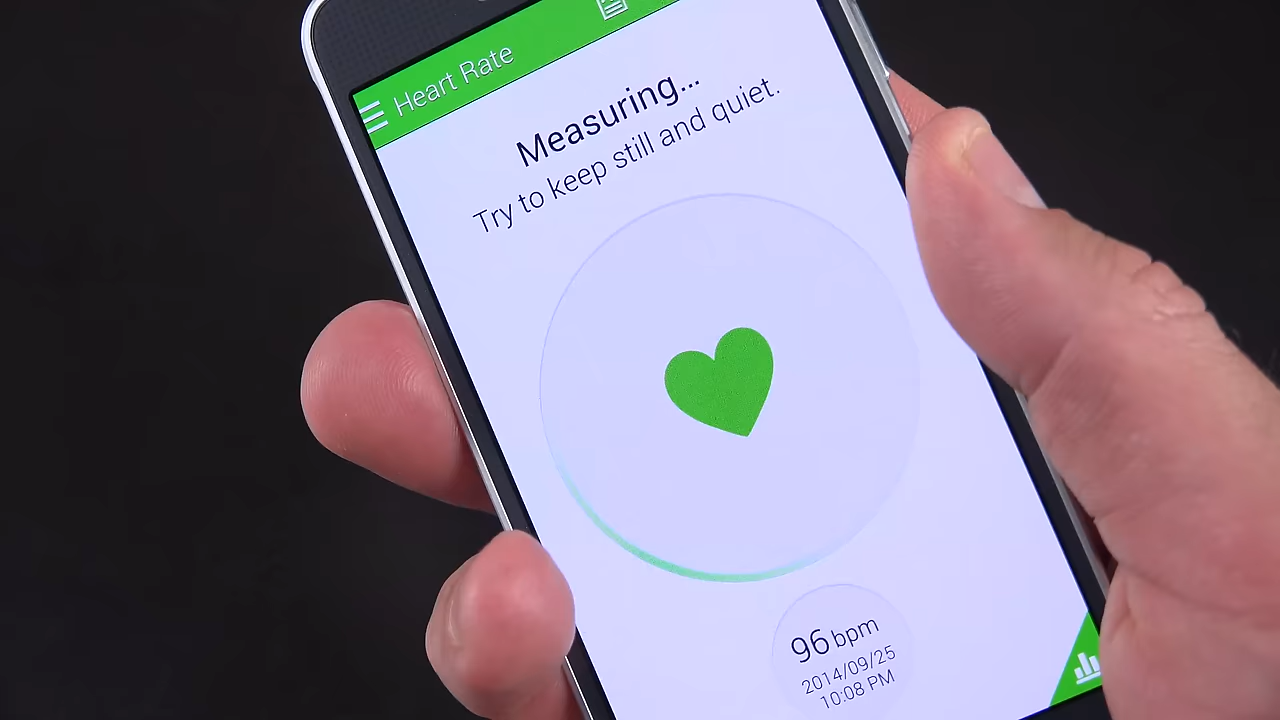 Heart Rate
Measuring...
Try to keep still and quiet.
96 bpm
2014/09/25
10:08 PM